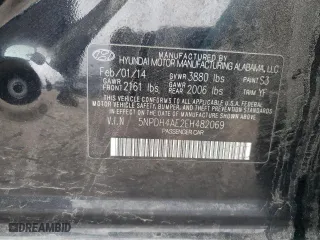 MANUFACTURED BY
HYUNDAI MOTOR MANUFACTURING ALABAMA, LLC
Feb/01/14 GVWR 3880 lbs PAINT S3
GAWR FRONT 2161 lbs GAWR REAR 2006 lbs TRIM YF
THIS VEHICLE CONFORMS TO ALL APPLICABLE U.S. FEDERAL
MOTOR VEHICLE SAFETY, BUMPER, AND THEFT PREVENTION
STANDARDS IN EFFECT ON THE DATE OF MANUFACTURE
SHOWN ABOVE.
V.I.N 5NPDH4AE2EH482069
PASSENGER CAR